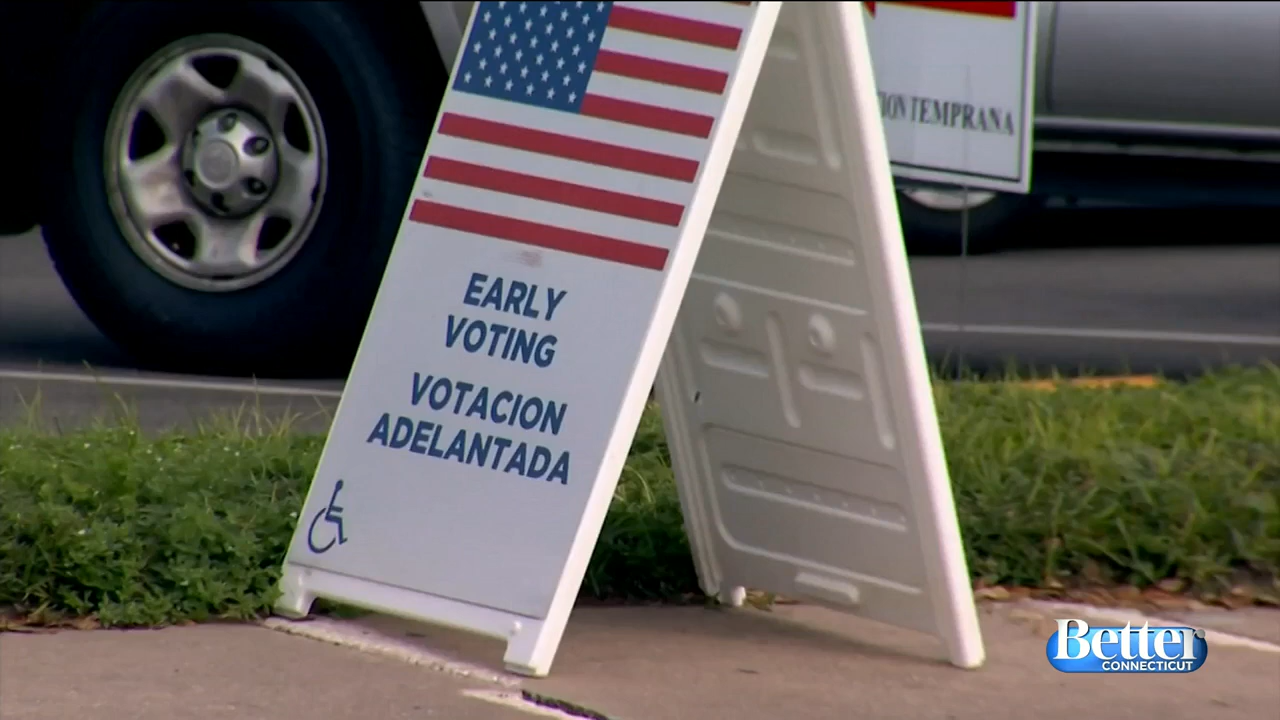 EARLY
VOTING
VOTACION
ADELANTADA
TEMPRANA
Better
CONNECTICUT